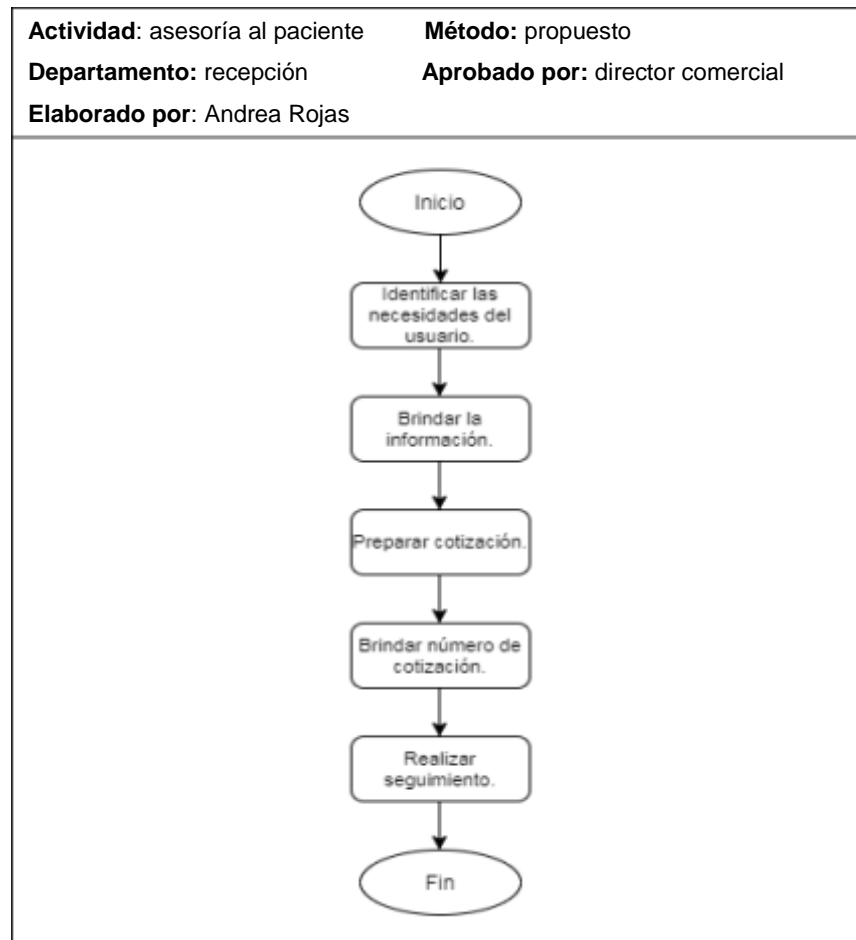 Actividad: asesoría al paciente Método: propuesto
Departamento: recepción Aprobado por: director comercial
Elaborado por: Andrea Rojas
Inicio
Identificar las
necesidades del
usuario.
Brindar la
información.
Preparar cotización.
Brindar número de
cotización.
Realizar
seguimiento.
Fin